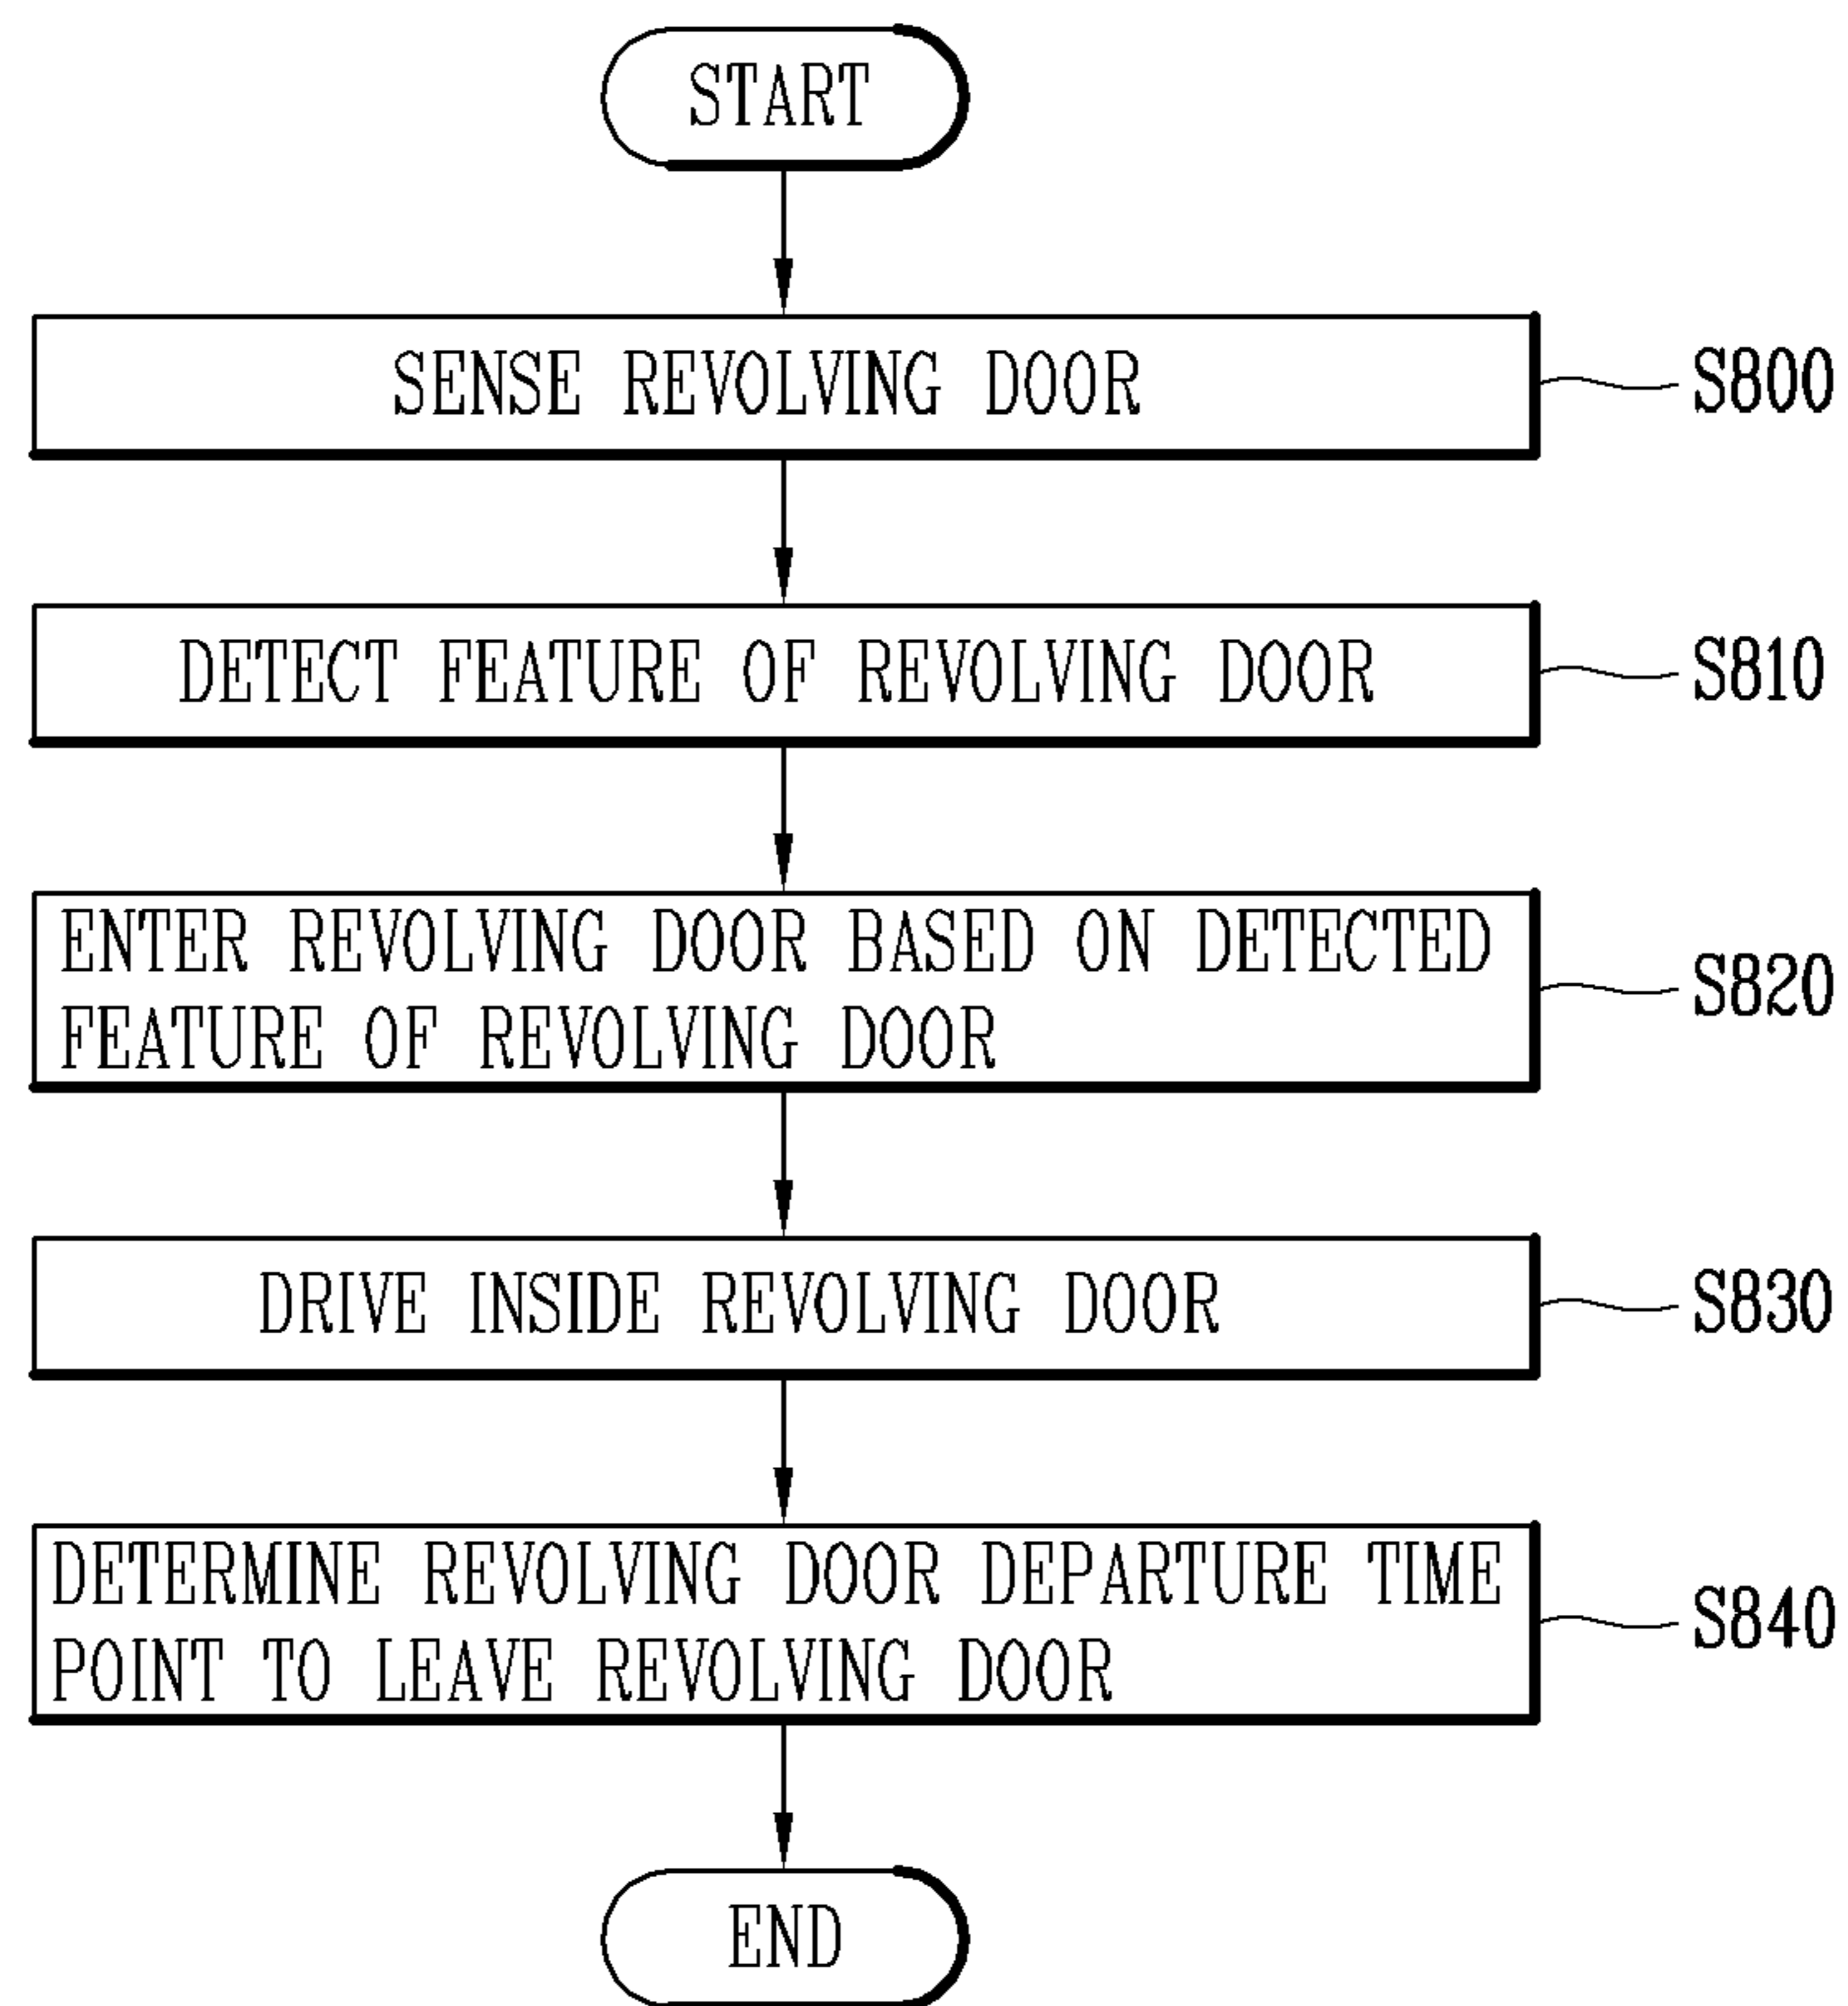 START
SENSE REVOLVING DOOR
S800
DETECT FEATURE OF REVOLVING DOOR
S810
ENTER REVOLVING DOOR BASED ON DETECTED
FEATURE OF REVOLVING DOOR
S820
DRIVE INSIDE REVOLVING DOOR
S830
DETERMINE REVOLVING DOOR DEPARTURE TIME
POINT TO LEAVE REVOLVING DOOR
S840
END